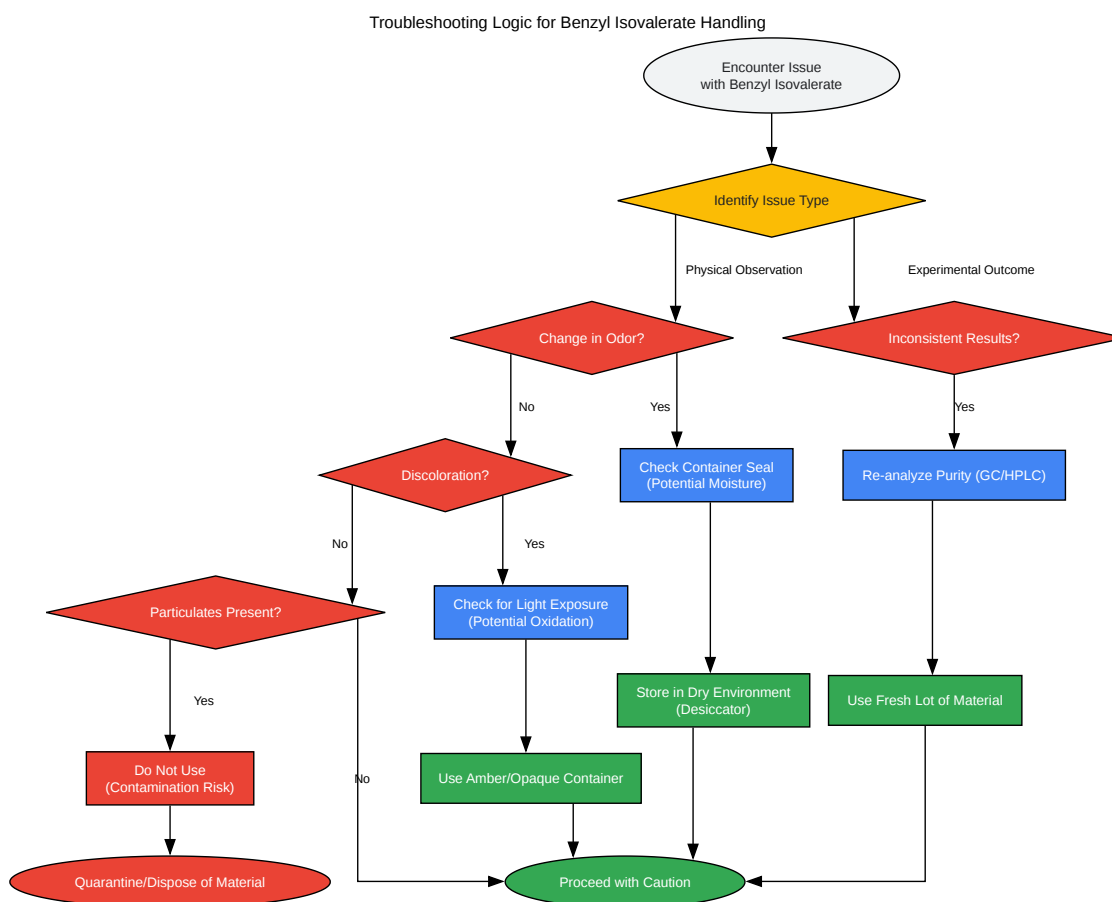 Troubleshooting Logic for Benzyl Isovalerate Handling
Encounter Issue
with Benzyl Isovalerate
Identify Issue Type
Physical Observation
Experimental Outcome
Change in Odor?
Inconsistent Results?
No
Yes
Yes
Discoloration?
Check Container Seal
(Potential Moisture)
Re-analyze Purity (GC/HPLC)
No
Yes
Particulates Present?
Check for Light Exposure
(Potential Oxidation)
Yes
Store in Dry Environment
(Desiccator)
Use Fresh Lot of Material
Do Not Use
(Contamination Risk)
No
Use Amber/Opaque Container
Quarantine/Dispose of Material
Proceed with Caution